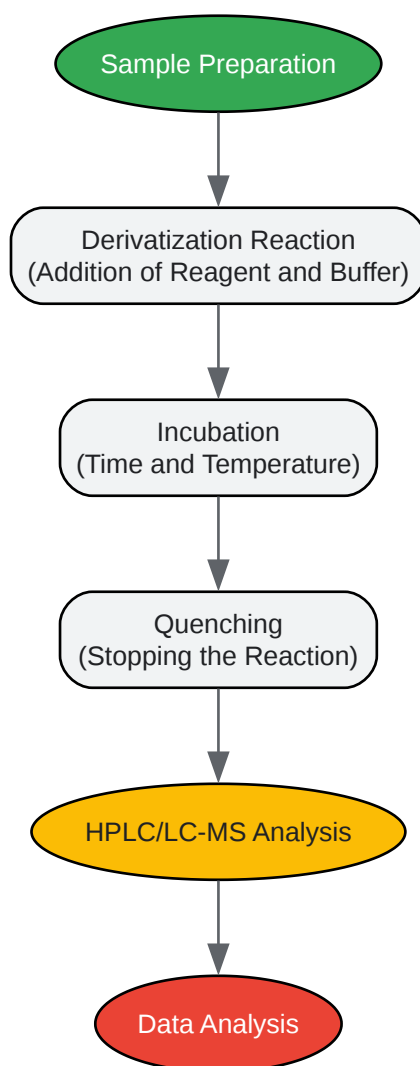 Sample Preparation
Derivatization Reaction
(Addition of Reagent and Buffer)
Incubation
(Time and Temperature)
Quenching
(Stopping the Reaction)
HPLC/LC-MS Analysis
Data Analysis